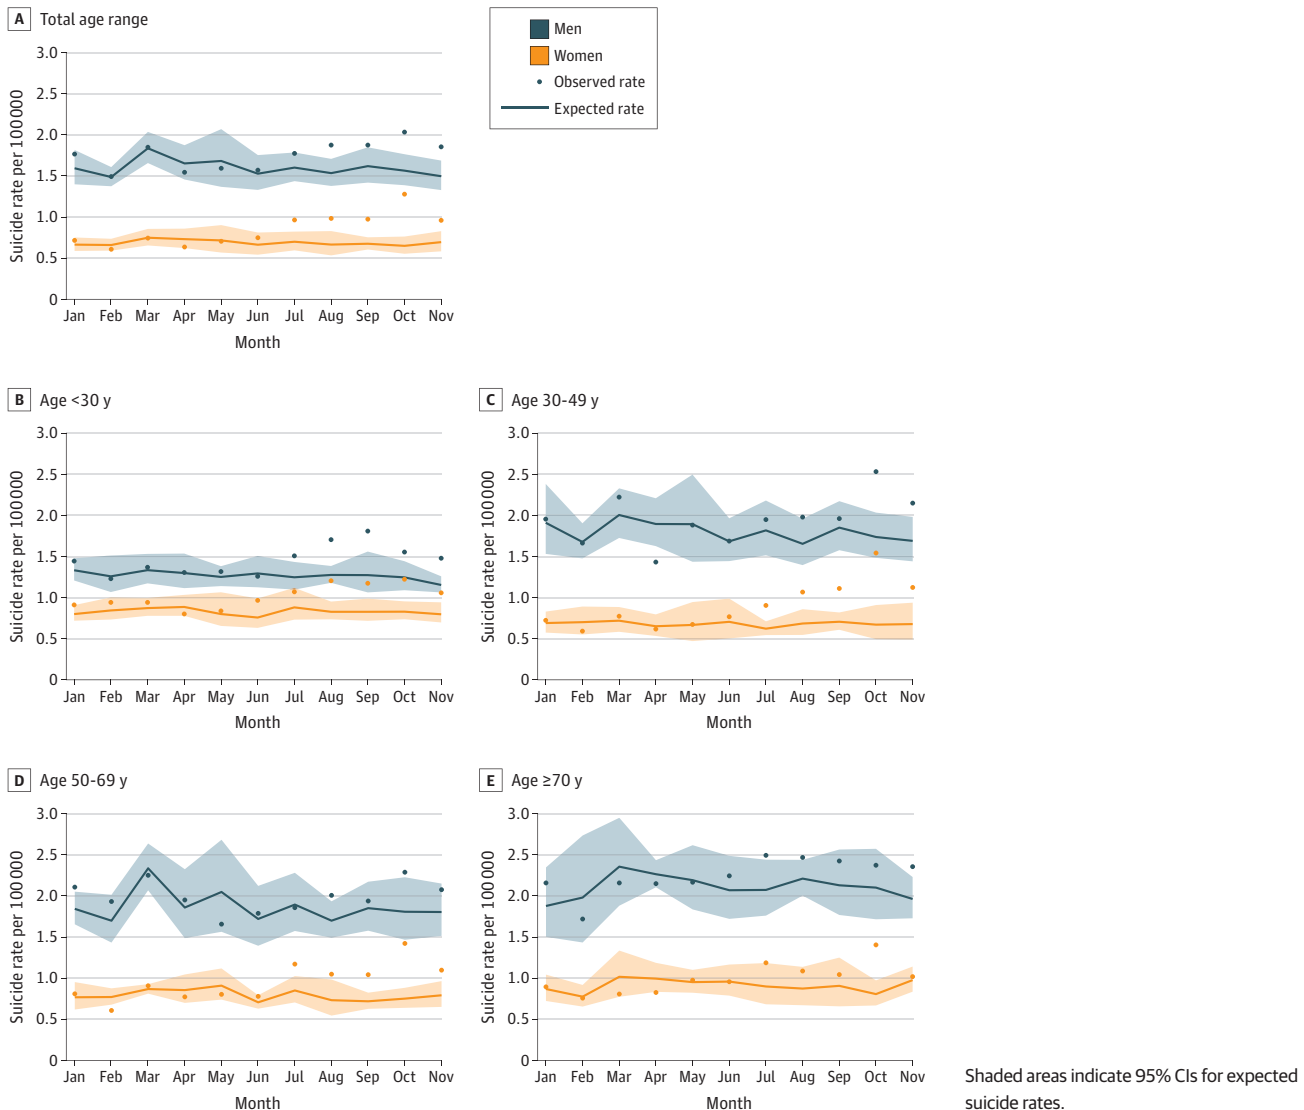 A Total age range
Men
Women
Observed rate
Expected rate
Suicide rate per 100 000
3.0
2.5
2.0
1.5
1.0
0.5
0
Jan Feb Mar Apr May Jun Jul Aug Sep Oct Nov
Month
B Age <30 y
Suicide rate per 100 000
3.0
2.5
2.0
1.5
1.0
0.5
0
Jan Feb Mar Apr May Jun Jul Aug Sep Oct Nov
Month
C Age 30-49 y
Suicide rate per 100 000
3.0
2.5
2.0
1.5
1.0
0.5
0
Jan Feb Mar Apr May Jun Jul Aug Sep Oct Nov
Month
D Age 50-69 y
Suicide rate per 100 000
3.0
2.5
2.0
1.5
1.0
0.5
0
Jan Feb Mar Apr May Jun Jul Aug Sep Oct Nov
Month
E Age ≥70 y
Suicide rate per 100 000
3.0
2.5
2.0
1.5
1.0
0.5
0
Jan Feb Mar Apr May Jun Jul Aug Sep Oct Nov
Month
Shaded areas indicate 95% CIs for expected
suicide rates.